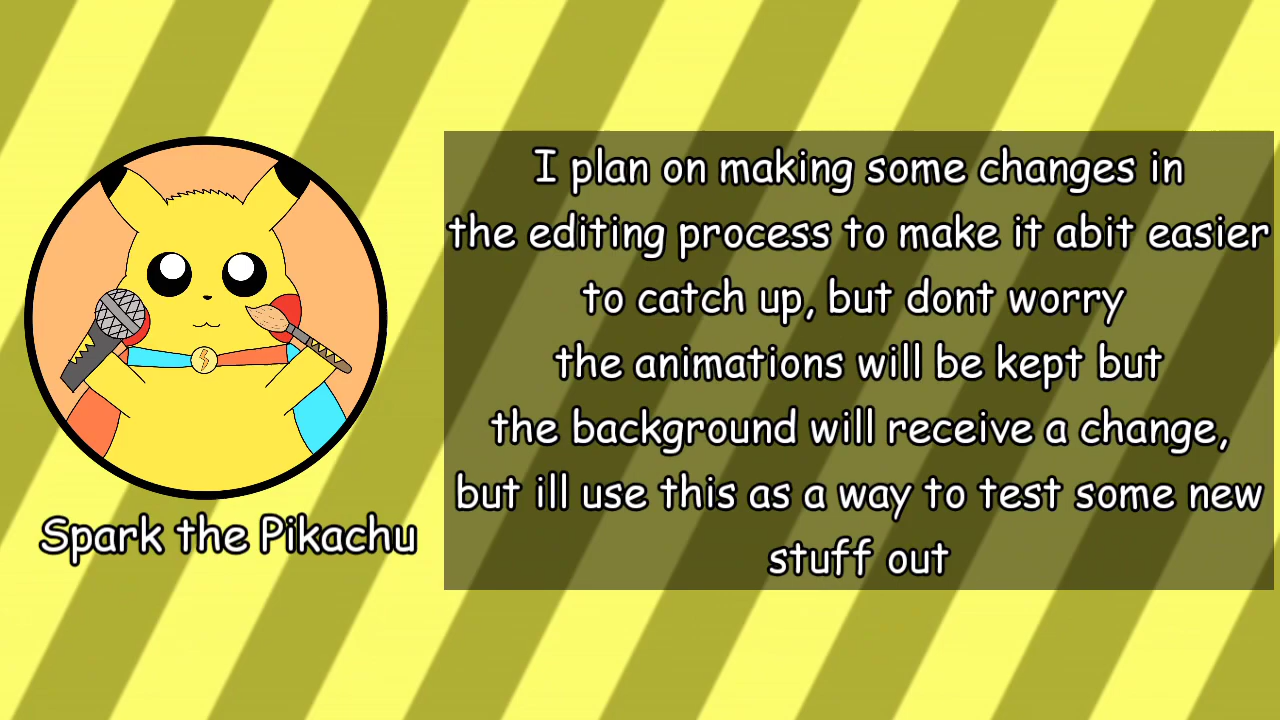 I plan on making some changes in
the editing process to make it abit easier
to catch up, but dont worry
the animations will be kept but
the background will receive a change,
but ill use this as a way to test some new
stuff out
Spark the Pikachu